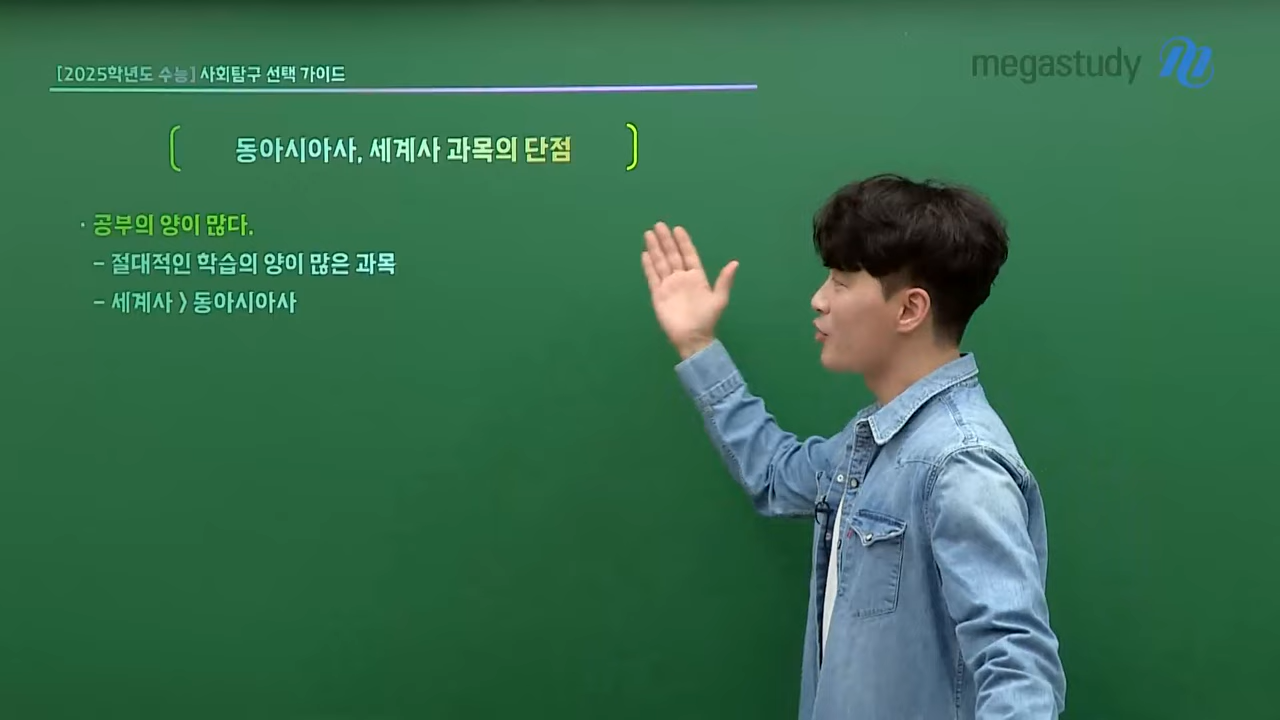 [2025학년도 수능] 사회탐구 선택 가이드
megastudy
동아시아사, 세계사 과목의 단점
· 공부의 양이 많다.
- 절대적인 학습의 양이 많은 과목
- 세계사 > 동아시아사